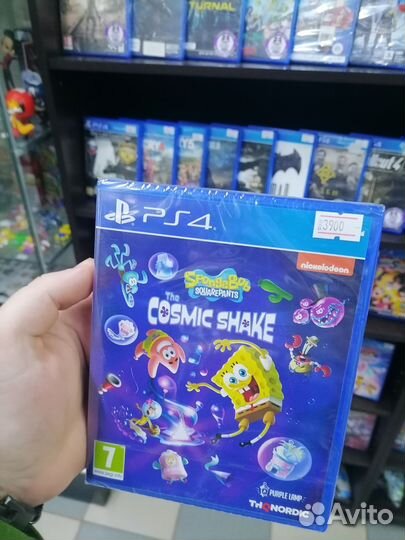 TURNAL
PS4
3900
nickelodeon
SpongeBob
SQUAREPANTS
The
COSMIC SHAKE
7
PURPLE LAMP
THQ NORDIC
Avito